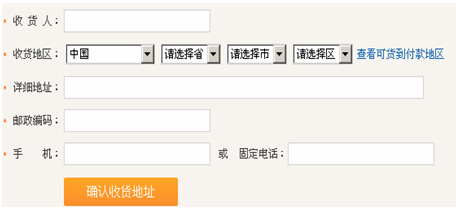 * 收 货 人：
* 收货地区： 中国 请选择省 请选择市 请选择区 查看可货到付款地区
* 详细地址：
* 邮政编码：
* 手 机： 或 固定电话：
确认收货地址